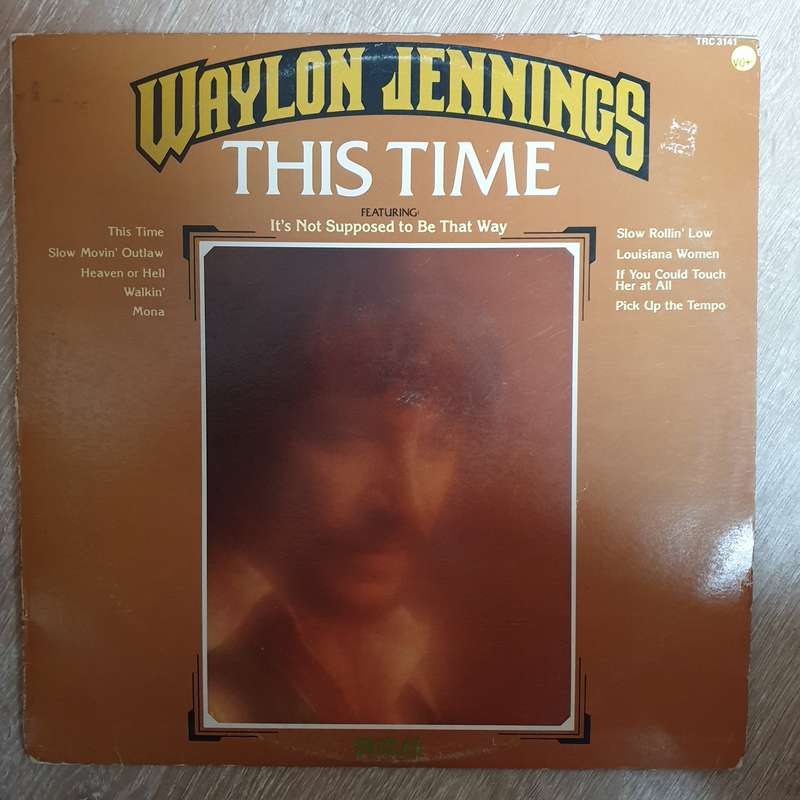 TRC 3141
VG+
WAYLON JENNINGS
THIS TIME
FEATURING:
It's Not Supposed to Be That Way
This Time
Slow Movin' Outlaw
Heaven or Hell
Walkin'
Mona
Slow Rollin' Low
Louisiana Women
If You Could Touch
Her at All
Pick Up the Tempo